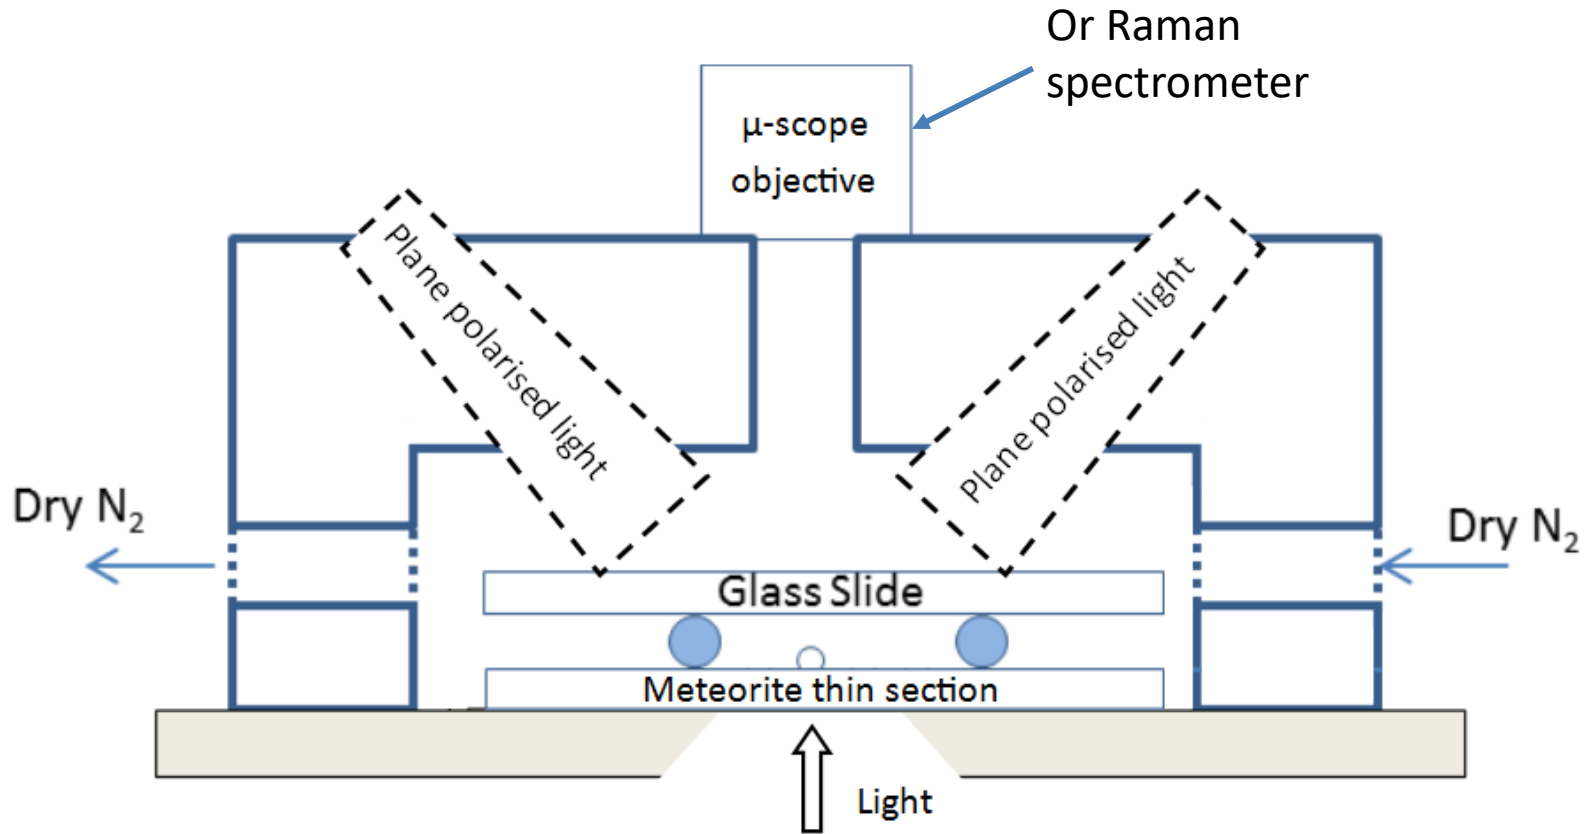 Or Raman
spectrometer
μ-scope
objective
Plane polarised light
Plane polarised light
Dry N₂
Dry N₂
Glass Slide
Meteorite thin section
Light